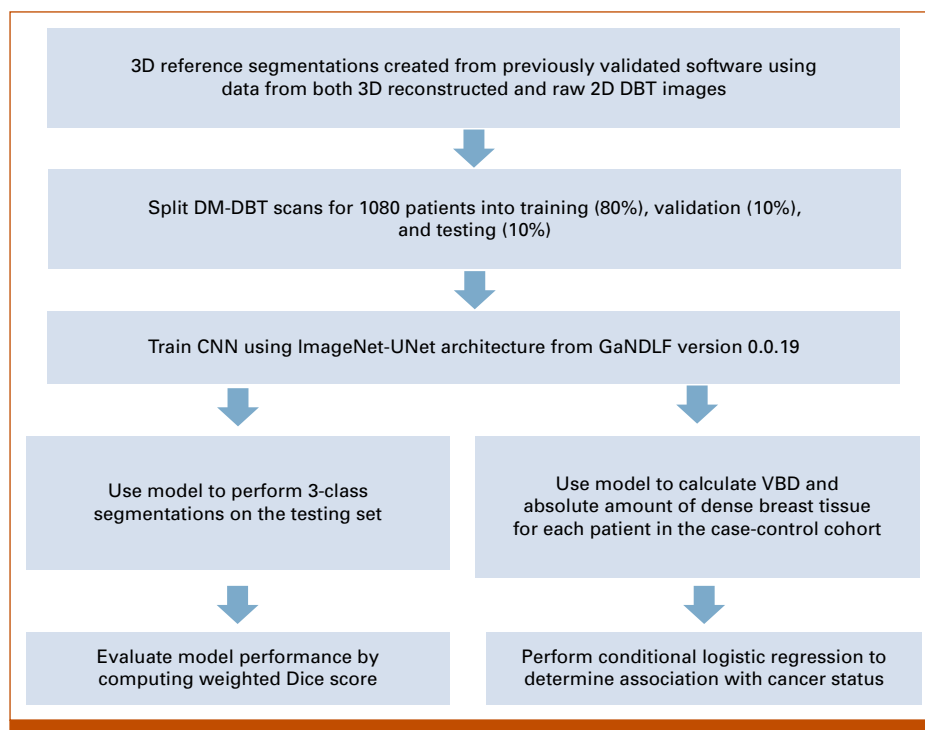 3D reference segmentations created from previously validated software using
data from both 3D reconstructed and raw 2D DBT images
Split DM-DBT scans for 1080 patients into training (80%), validation (10%),
and testing (10%)
Train CNN using ImageNet-UNet architecture from GaNDLF version 0.0.19
Use model to perform 3-class
segmentations on the testing set
Evaluate model performance by
computing weighted Dice score
Use model to calculate VBD and
absolute amount of dense breast tissue
for each patient in the case-control cohort
Perform conditional logistic regression to
determine association with cancer status